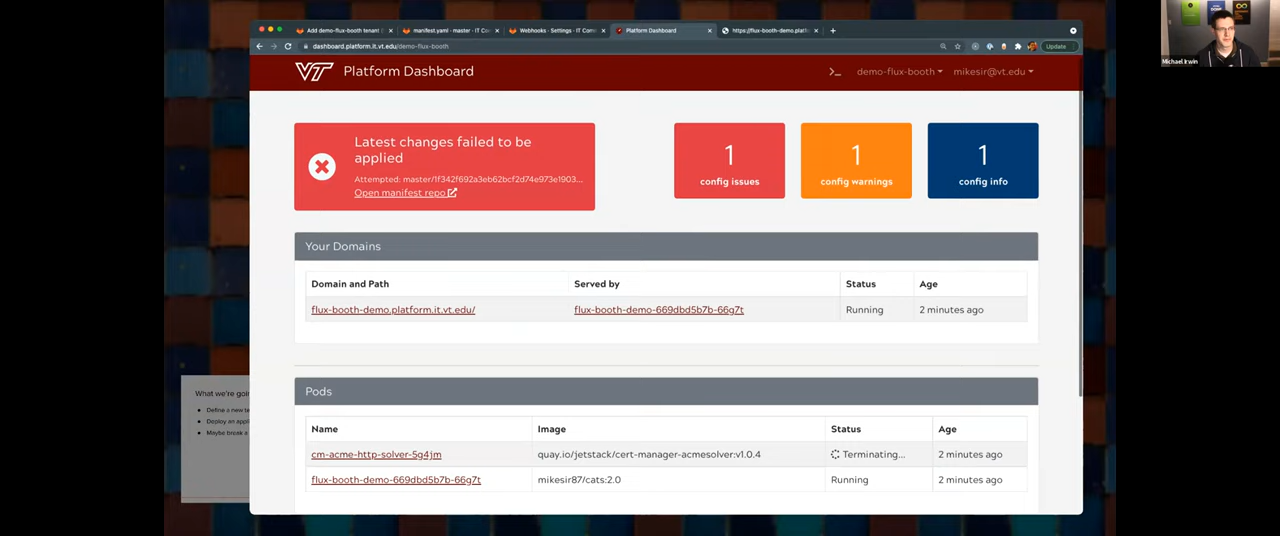 Add demo-flux-booth tenant
manifest.yaml - master - IT Co
Webhooks · Settings · IT Comm
Platform Dashboard
https://flux-booth-demo.platf
dashboard.platform.it.vt.edu/demo-flux-booth
Update
Michael Irwin
VT Platform Dashboard
demo-flux-booth
mikesir@vt.edu
Latest changes failed to be
applied
Attempted: master/1f342f692a3eb62bcf2d74e973e1903...
Open manifest repo
1
config issues
1
config warnings
1
config info
Your Domains
Domain and Path Served by Status Age
flux-booth-demo.platform.it.vt.edu/ flux-booth-demo-669dbd5b7b-66g7t Running 2 minutes ago
Pods
Name Image Status Age
cm-acme-http-solver-5g4jm quay.io/jetstack/cert-manager-acmesolver:v1.0.4 Terminating... 2 minutes ago
flux-booth-demo-669dbd5b7b-66g7t mikesir87/cats:2.0 Running 2 minutes ago
What we're goi
Define a new te
Deploy an appl
Maybe break a